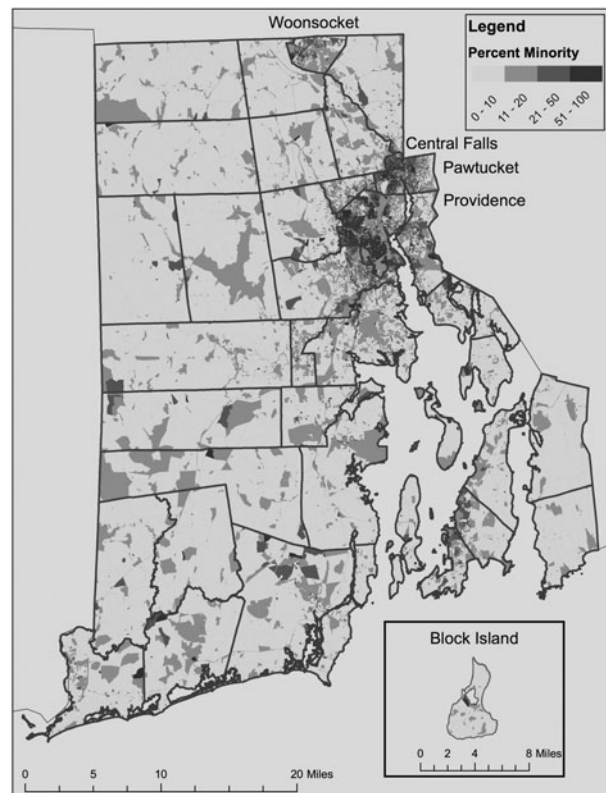 Woonsocket
Legend
Percent Minority
0 - 10
11 - 20
21 - 50
51 - 100
Central Falls
Pawtucket
Providence
Block Island
0 4 8 Miles
0 5 10 20 Miles